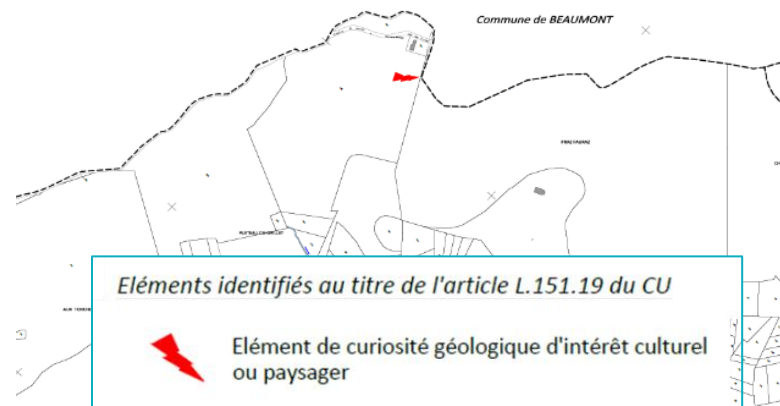 Commune de BEAUMONT
Eléments identifiés au titre de l'article L.151.19 du CU
Elément de curiosité géologique d'intérêt culturel
ou paysager